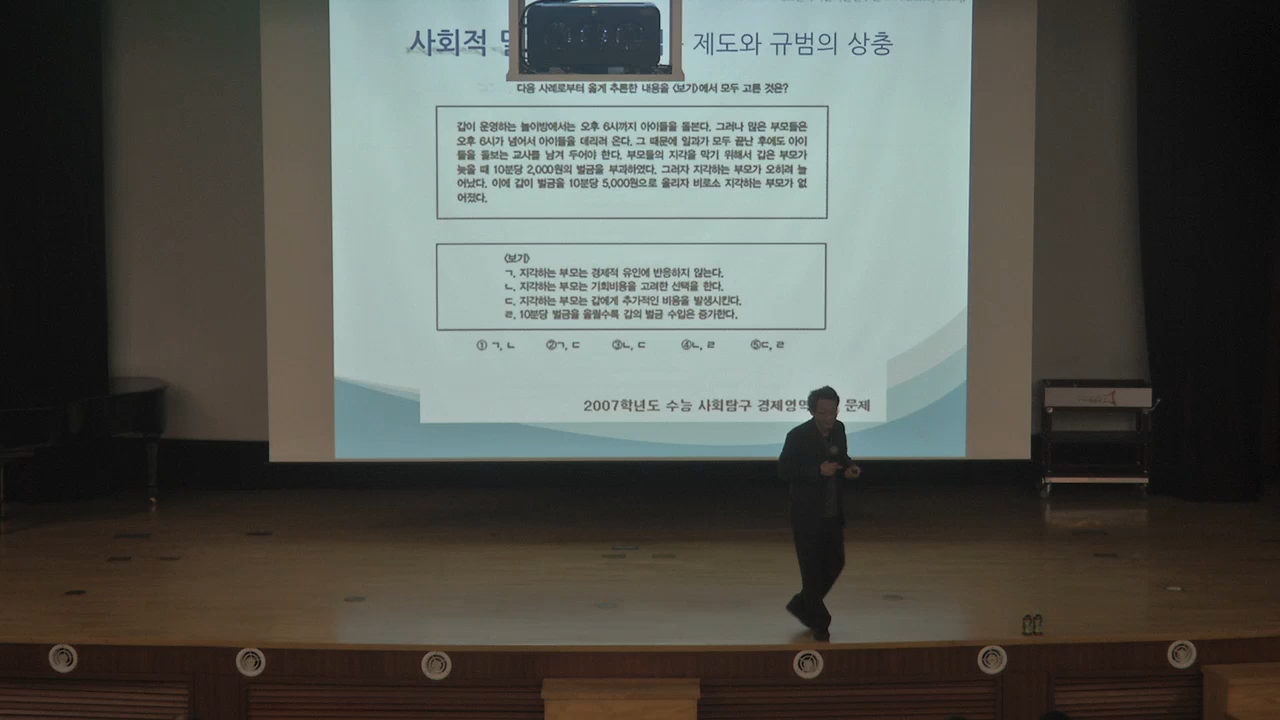 사회적 제도와 규범의 상충
다음 사례로부터 옳게 추론한 내용을 〈보기〉에서 모두 고른 것은?
갑이 운영하는 놀이방에서는 오후 6시까지 아이들을 돌본다. 그러나 많은 부모들은
오후 6시가 넘어서 아이들을 데리러 온다. 그 때문에 일과가 모두 끝난 후에도 아이
들을 돌보는 교사를 남겨 두어야 한다. 부모들의 지각을 막기 위해서 갑은 부모가
늦을 때 10분당 2,000원의 벌금을 부과하였다. 그러자 지각하는 부모가 오히려 늘
어났다. 이에 갑이 벌금을 10분당 5,000원으로 올리자 비로소 지각하는 부모가 없
어졌다.
〈보기〉
ㄱ. 지각하는 부모는 경제적 유인에 반응하지 않는다.
ㄴ. 지각하는 부모는 기회비용을 고려한 선택을 한다.
ㄷ. 지각하는 부모는 갑에게 추가적인 비용을 발생시킨다.
ㄹ. 10분당 벌금을 올릴수록 갑의 벌금 수입은 증가한다.
① ㄱ, ㄴ ②ㄱ, ㄷ ③ㄴ, ㄷ ④ㄴ, ㄹ ⑤ㄷ, ㄹ
2007학년도 수능 사회탐구 경제영역 문제